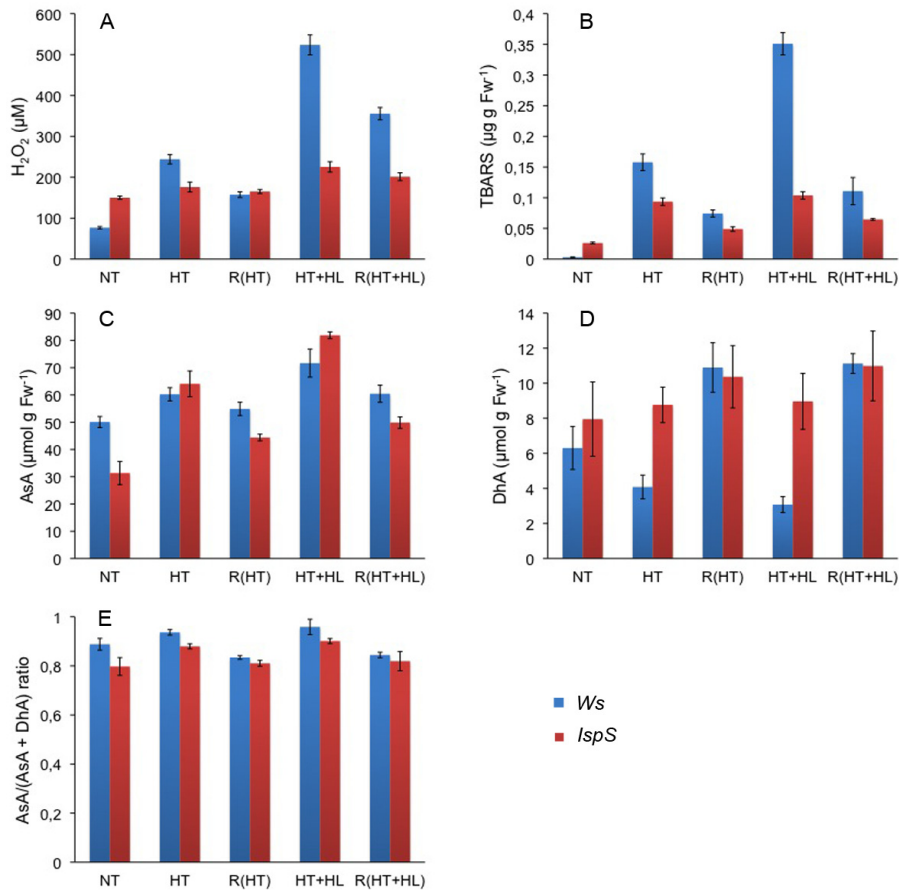 A
H₂O₂ (µM)
600
500
400
300
200
100
0
NT HT R(HT) HT+HL R(HT+HL)
B
TBARS (µg g Fw⁻¹)
0,4
0,35
0,3
0,25
0,2
0,15
0,1
0,05
0
NT HT R(HT) HT+HL R(HT+HL)
C
AsA (µmol g Fw⁻¹)
90
80
70
60
50
40
30
20
10
0
NT HT R(HT) HT+HL R(HT+HL)
D
DhA (µmol g Fw⁻¹)
14
12
10
8
6
4
2
0
NT HT R(HT) HT+HL R(HT+HL)
E
AsA/(AsA + DhA) ratio
1
0,8
0,6
0,4
0,2
0
NT HT R(HT) HT+HL R(HT+HL)
Ws
IspS